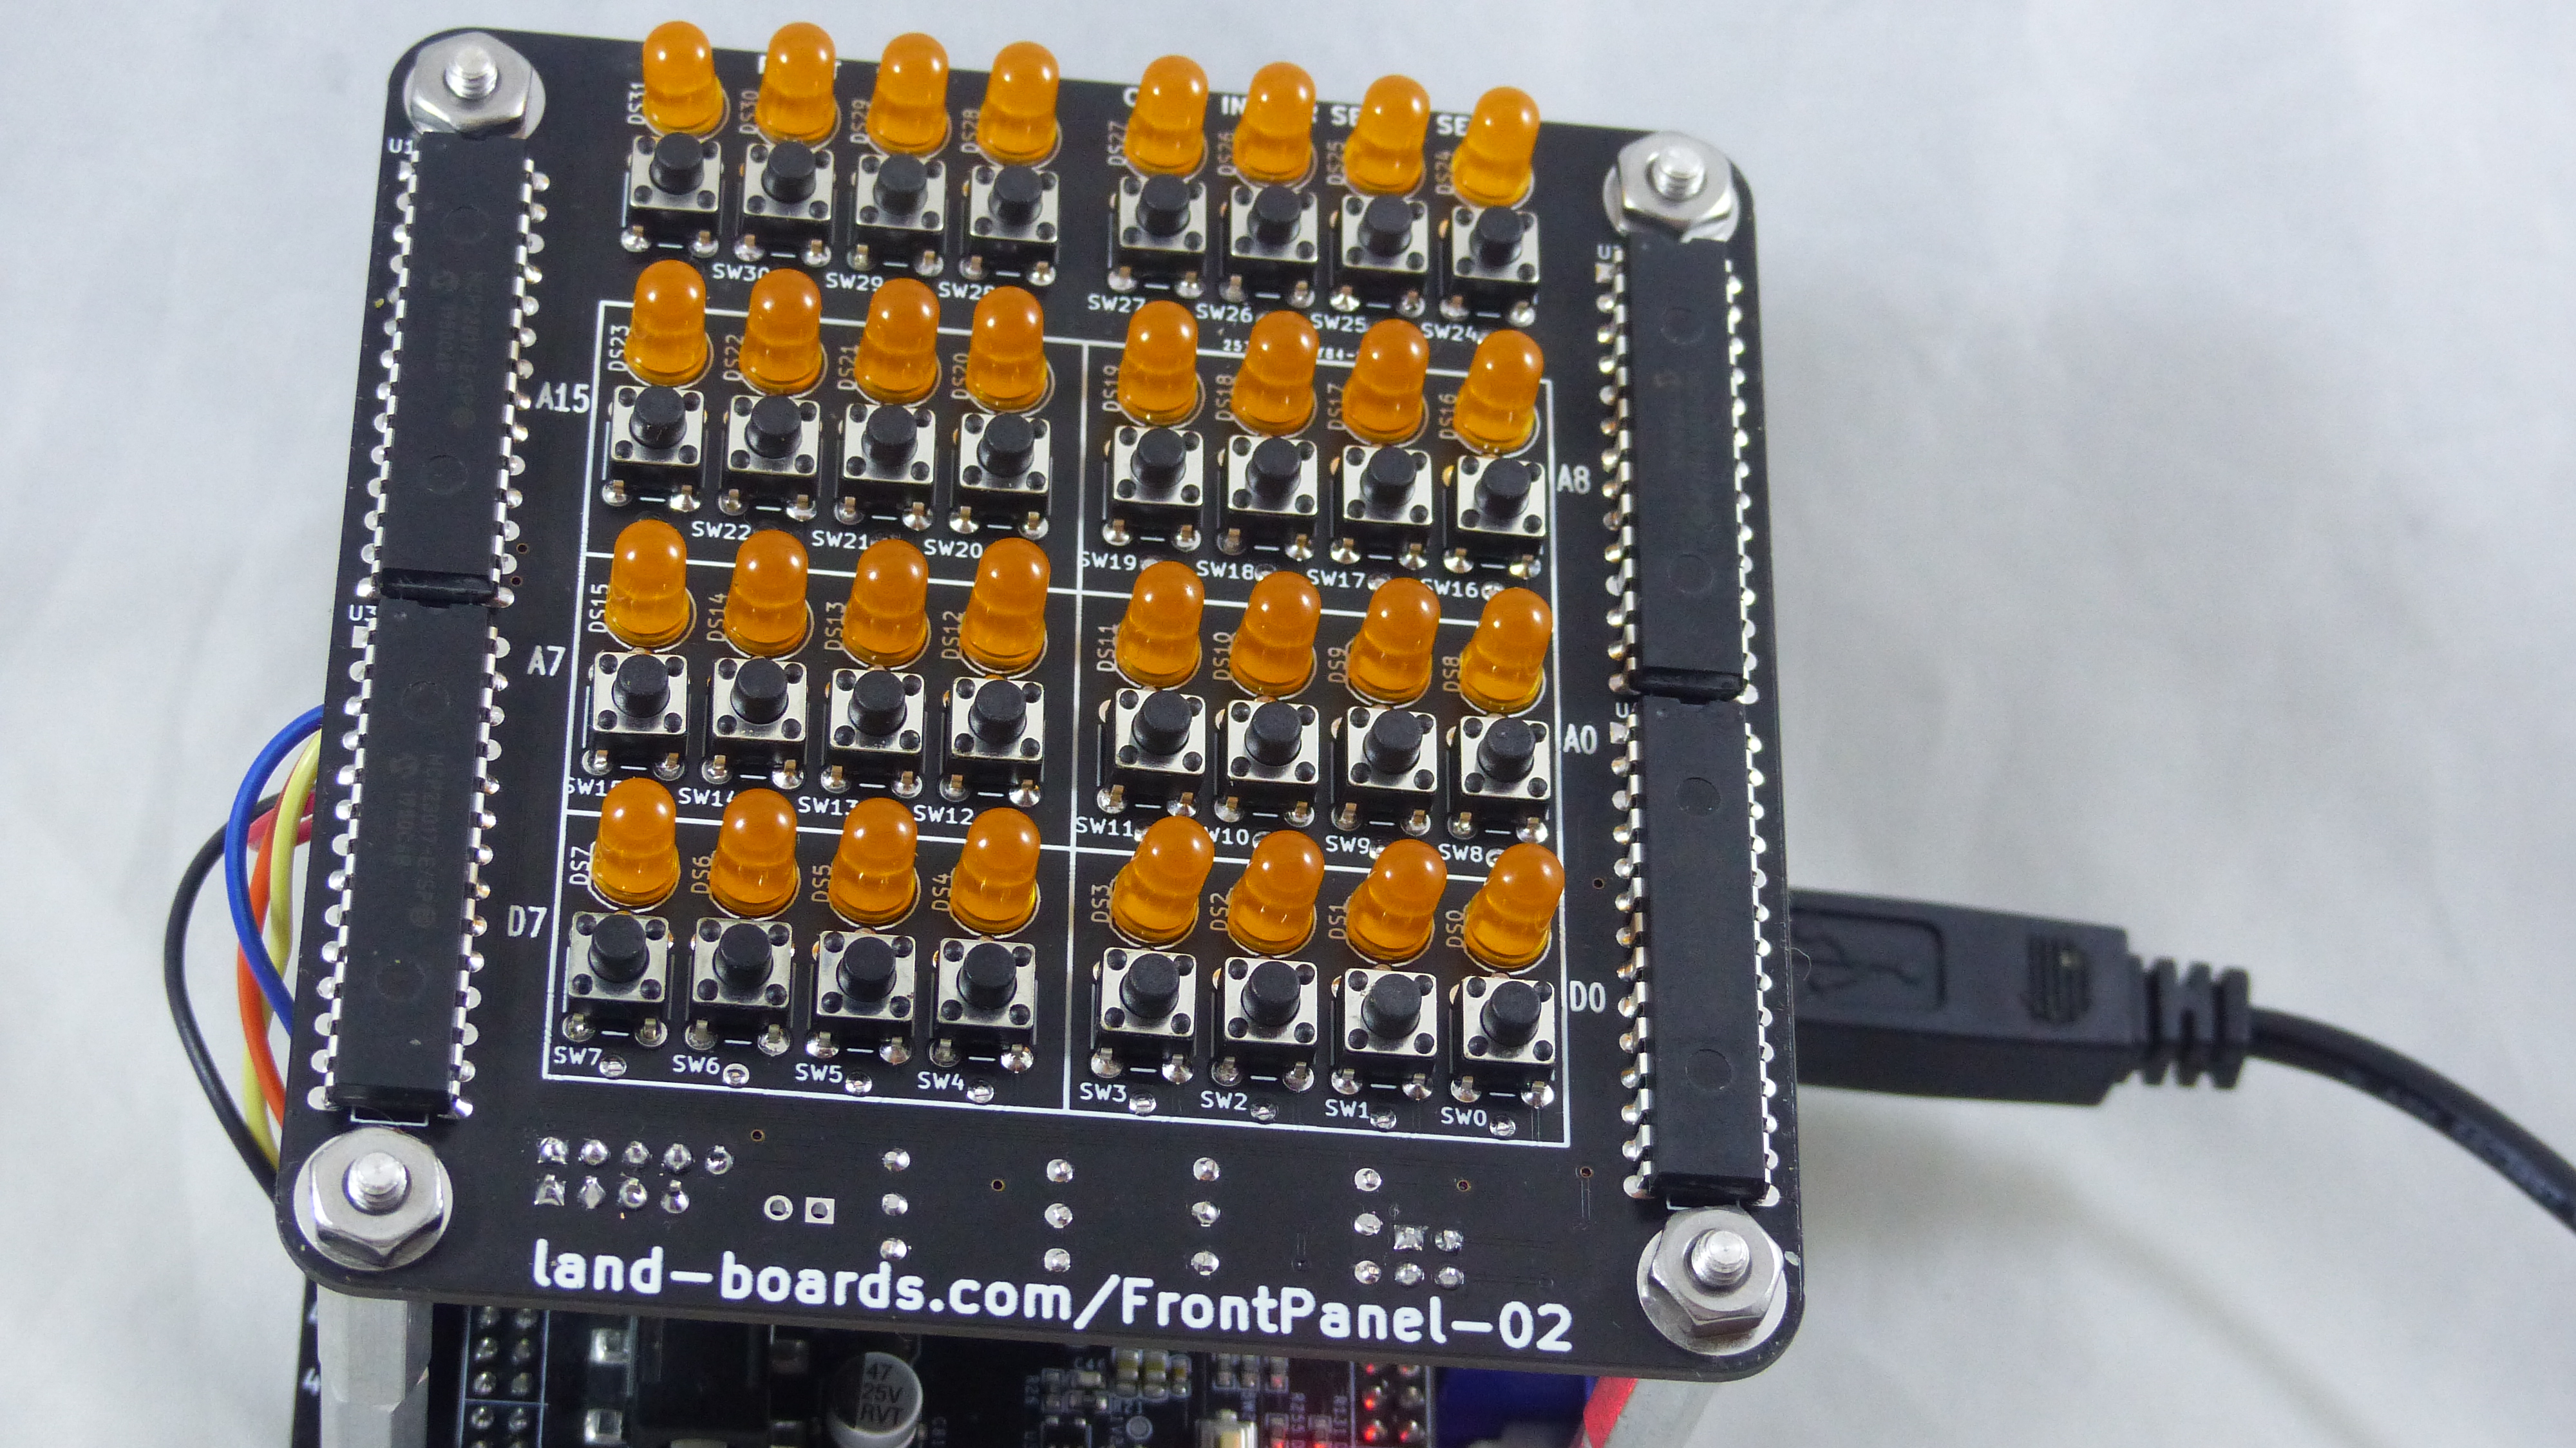 DS31 DS30 DS29 DS28 DS27 DS26 DS25 DS24
U1
SW30 SW29 SW28 SW27 SW26 SW25 SW24
DS23 DS22 DS21 DS20 DS19 DS18 DS17 DS16
A15 A8
SW22 SW21 SW20 SW19 SW18 SW17 SW16
U3
DS15 DS14 DS13 DS12 DS11 DS10 DS9 DS8
A7 A0
SW15 SW14 SW13 SW12 SW11 SW10 SW9 SW8
DS7 DS6 DS5 DS4 DS3 DS2 DS1 DS0
D7 D0
SW7 SW6 SW5 SW4 SW3 SW2 SW1 SW0
land-boards.com/FrontPanel-02
47
25V
RVT